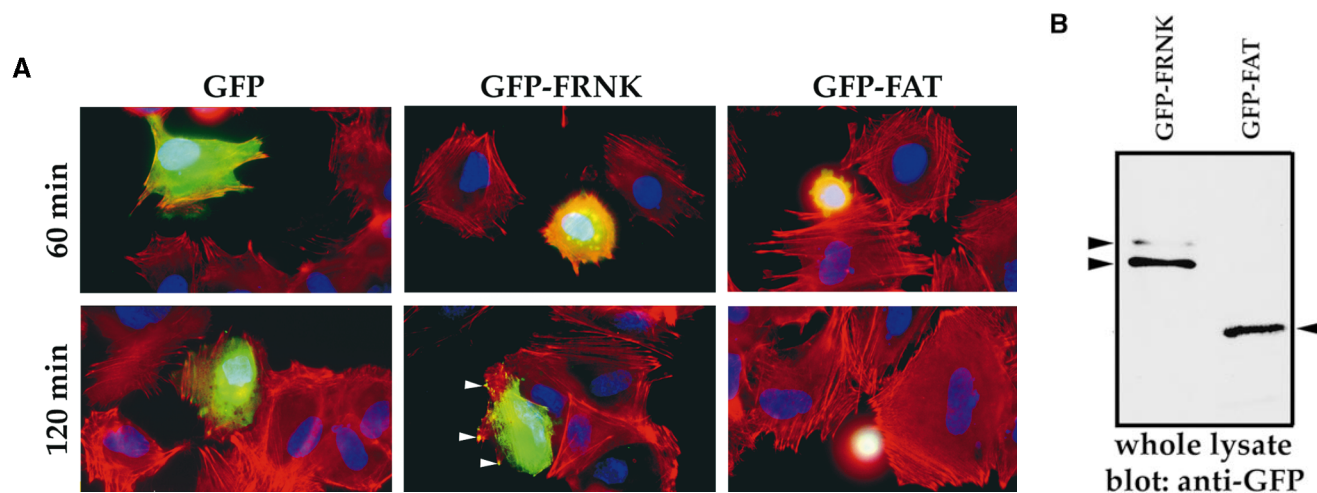 A
GFP
GFP-FRNK
GFP-FAT
60 min
120 min
B
GFP-FRNK
GFP-FAT
whole lysate
blot: anti-GFP